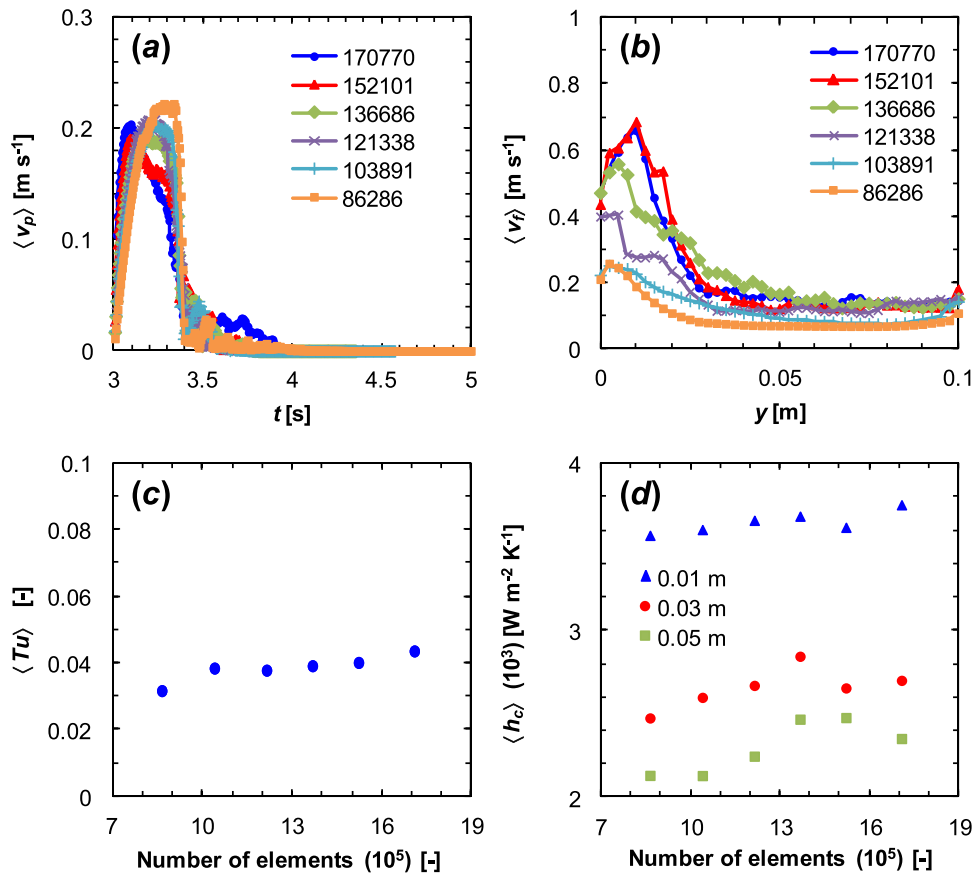 (a)
0.3
0.2
0.1
0
⟨vp⟩ [m s-1]
170770
152101
136686
121338
103891
86286
3 3.5 4 4.5 5
t [s]
(b)
1
0.8
0.6
0.4
0.2
0
⟨vf⟩ [m s-1]
170770
152101
136686
121338
103891
86286
0 0.05 0.1
y [m]
(c)
0.1
0.08
0.06
0.04
0.02
0
⟨Tu⟩ [-]
7 10 13 16 19
Number of elements (10⁵) [-]
(d)
4
3
2
⟨hc⟩ (10³) [W m-2 K-1]
0.01 m
0.03 m
0.05 m
7 10 13 16 19
Number of elements (10⁵) [-]